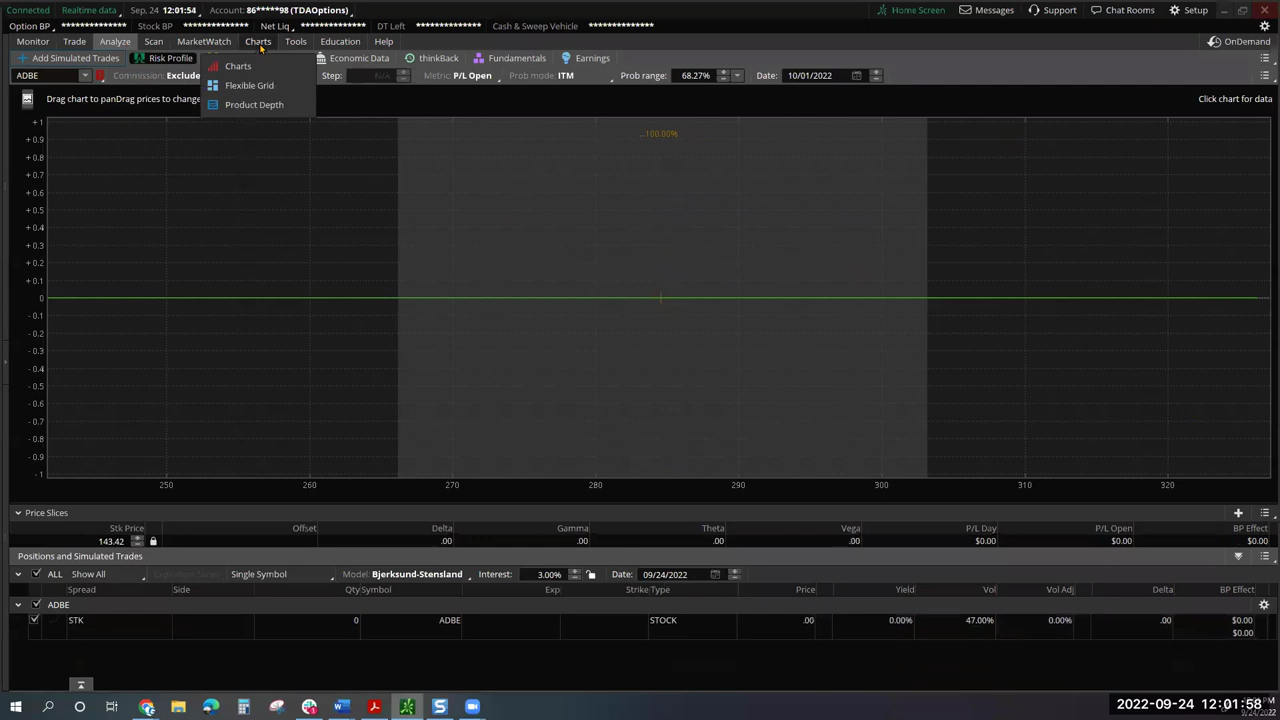 Connected Realtime data Sep, 24 12:01:54 Account: 86*****98 (TDAOptions) Home Screen Messages Support Chat Rooms Setup
Option BP ************** Stock BP ************** Net Liq ************** DT Left ************** Cash & Sweep Vehicle **************
Monitor Trade Analyze Scan MarketWatch Charts Tools Education Help OnDemand
Add Simulated Trades Risk Profile Charts Economic Data thinkBack Fundamentals Earnings
ADBE Commission: Exclude Step: N/A Metric: P/L Open Prob mode: ITM Prob range: 68.27% Date: 10/01/2022
Flexible Grid
Product Depth
Drag chart to panDrag prices to change Click chart for data
...100.00%
+ 1
+ 0.9
+ 0.8
+ 0.7
+ 0.6
+ 0.5
+ 0.4
+ 0.3
+ 0.2
+ 0.1
0
- 0.1
- 0.2
- 0.3
- 0.4
- 0.5
- 0.6
- 0.7
- 0.8
- 0.9
- 1
250 260 270 280 290 300 310 320
Price Slices
Stk Price Offset Delta Gamma Theta Vega P/L Day P/L Open BP Effect
143.42 .00 .00 .00 .00 $0.00 $0.00 $0.00
Positions and Simulated Trades
ALL Show All Single Symbol Model: Bjerksund-Stensland Interest: 3.00% Date: 09/24/2022
Spread Side Qty Symbol Exp Strike Type Price Yield Vol Vol Adj Delta BP Effect
ADBE
STK 0 ADBE STOCK .00 0.00% 47.00% 0.00% .00 $0.00
$0.00
2022-09-24 12:01:58